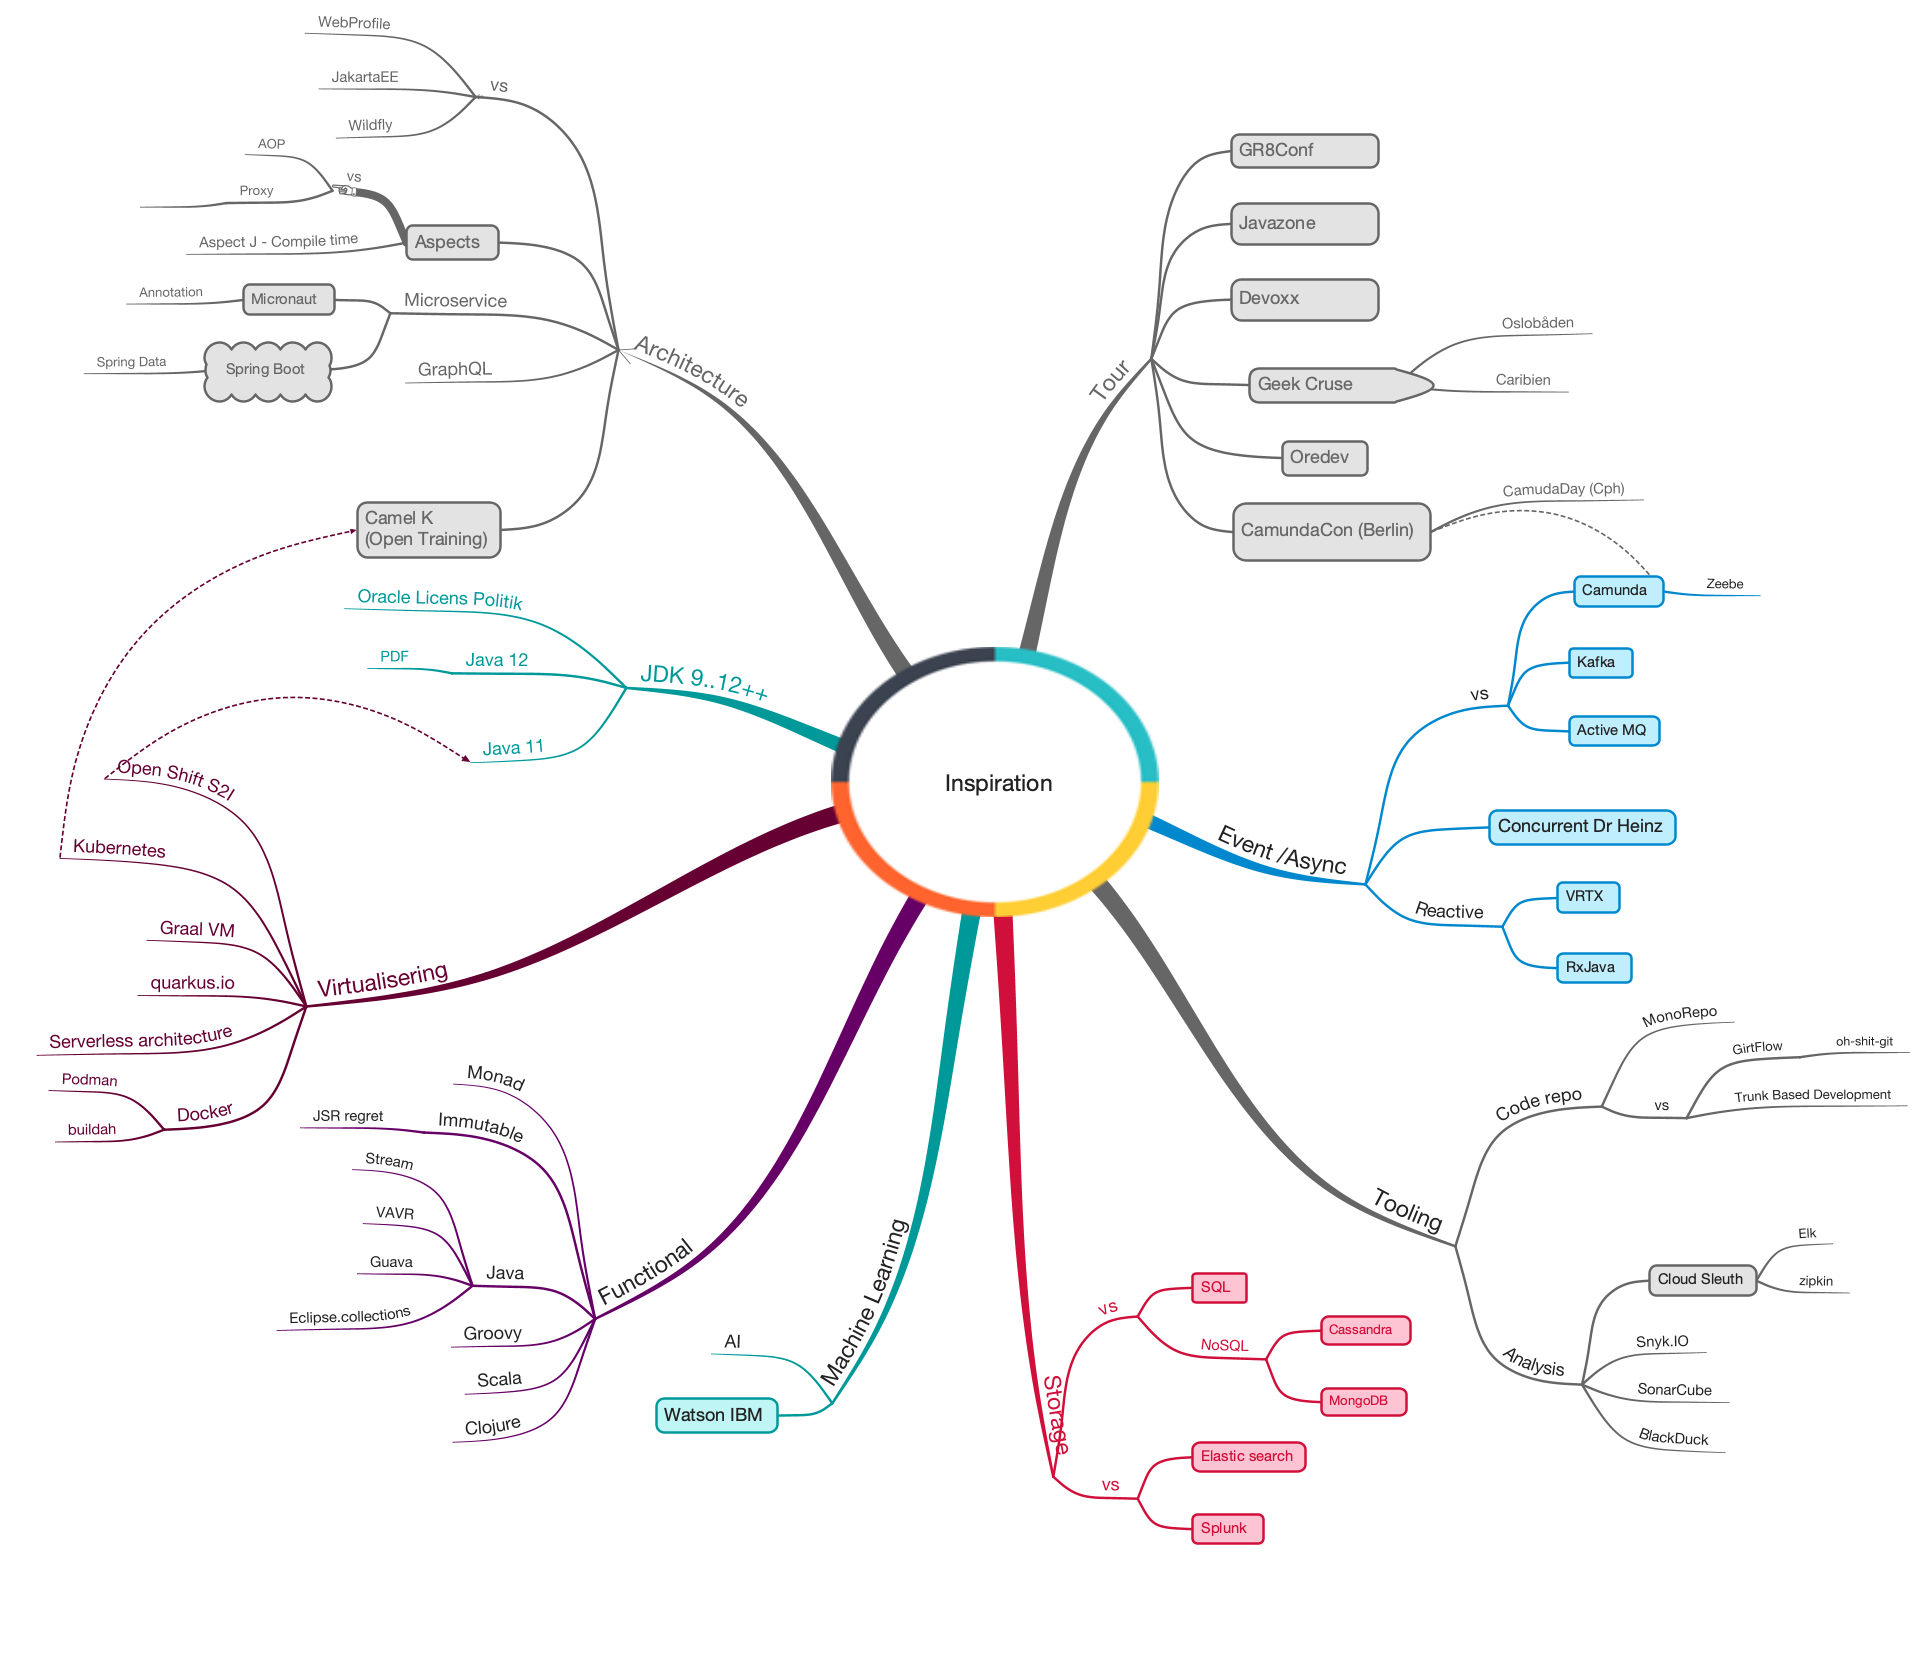 Inspiration
Architecture
vs
WebProfile
JakartaEE
Wildfly
Aspects
vs
AOP
Proxy
Aspect J - Compile time
Microservice
Micronaut
Annotation
Spring Boot
Spring Data
GraphQL
Camel K
(Open Training)
JDK 9..12++
Oracle Licens Politik
Java 12
PDF
Java 11
Virtualisering
Open Shift S2I
Kubernetes
Graal VM
quarkus.io
Serverless architecture
Docker
Podman
buildah
Functional
Monad
Immutable
JSR regret
Java
Stream
VAVR
Guava
Eclipse.collections
Groovy
Scala
Clojure
Machine Learning
AI
Watson IBM
Storage
vs
SQL
NoSQL
Cassandra
MongoDB
vs
Elastic search
Splunk
Tooling
Code repo
MonoRepo
vs
GirtFlow
oh-shit-git
Trunk Based Development
Analysis
Cloud Sleuth
Elk
zipkin
Snyk.IO
SonarCube
BlackDuck
Event /Async
vs
Camunda
Zeebe
Kafka
Active MQ
Concurrent Dr Heinz
Reactive
VRTX
RxJava
Tour
GR8Conf
Javazone
Devoxx
Geek Cruse
Oslobåden
Caribien
Oredev
CamundaCon (Berlin)
CamudaDay (Cph)